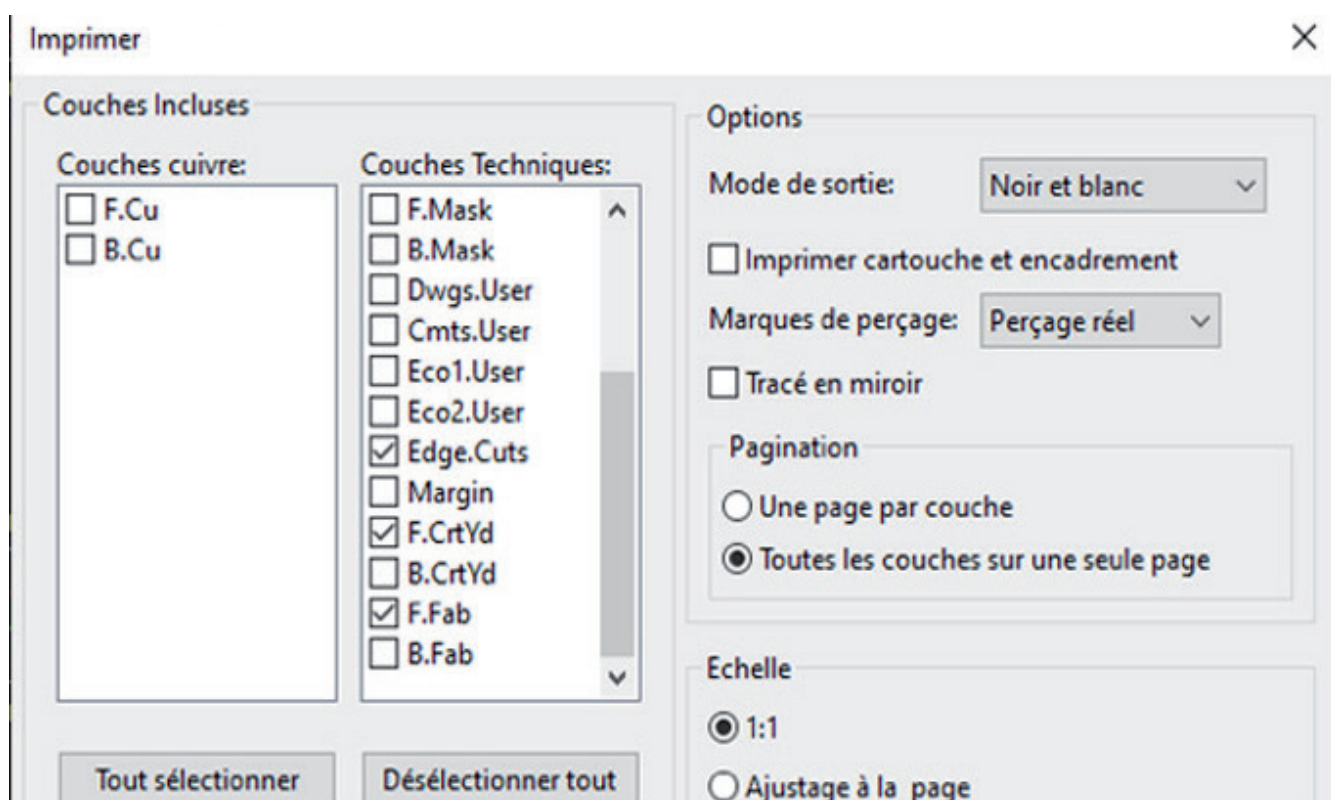 Imprimer
Couches Incluses
Couches cuivre:
F.Cu
B.Cu
Couches Techniques:
F.Mask
B.Mask
Dwgs.User
Cmts.User
Eco1.User
Eco2.User
Edge.Cuts
Margin
F.CrtYd
B.CrtYd
F.Fab
B.Fab
Tout sélectionner
Désélectionner tout
Options
Mode de sortie:
Noir et blanc
Imprimer cartouche et encadrement
Marques de perçage:
Perçage réel
Tracé en miroir
Pagination
Une page par couche
Toutes les couches sur une seule page
Echelle
1:1
Ajustage à la page